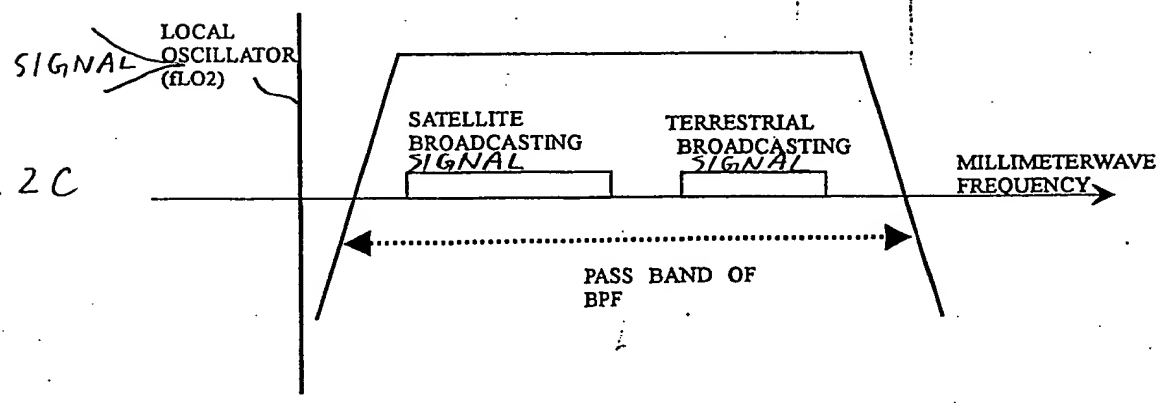 LOCAL
SIGNAL OSCILLATOR
(fLO2)
SATELLITE
BROADCASTING
SIGNAL
TERRESTRIAL
BROADCASTING
SIGNAL
MILLIMETERWAVE
FREQUENCY
2C
PASS BAND OF
BPF